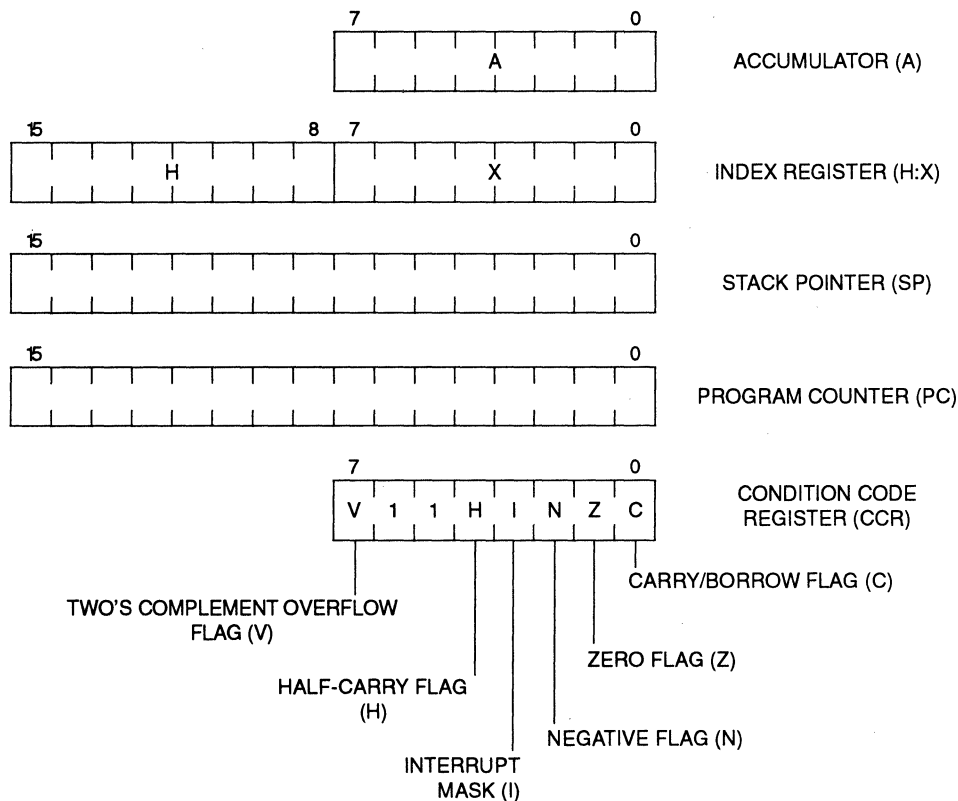 7 0
A
ACCUMULATOR (A)
15 8 7 0
H X
INDEX REGISTER (H:X)
15 0
STACK POINTER (SP)
15 0
PROGRAM COUNTER (PC)
7 0
V 1 1 H I N Z C
CONDITION CODE
REGISTER (CCR)
CARRY/BORROW FLAG (C)
TWO'S COMPLEMENT OVERFLOW
FLAG (V)
ZERO FLAG (Z)
HALF-CARRY FLAG
(H)
NEGATIVE FLAG (N)
INTERRUPT
MASK (I)